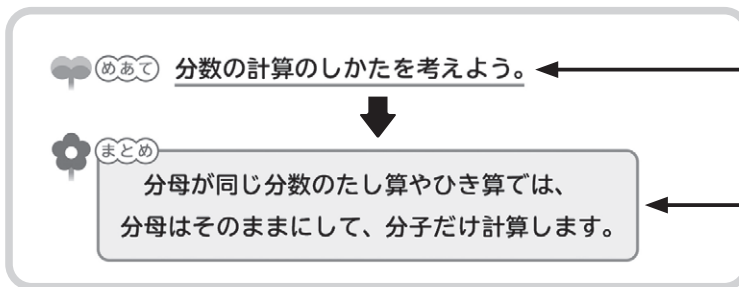 めあて 分数の計算のしかたを考えよう。
まとめ
分母が同じ分数のたし算やひき算では、
分母はそのままにして、分子だけ計算します。